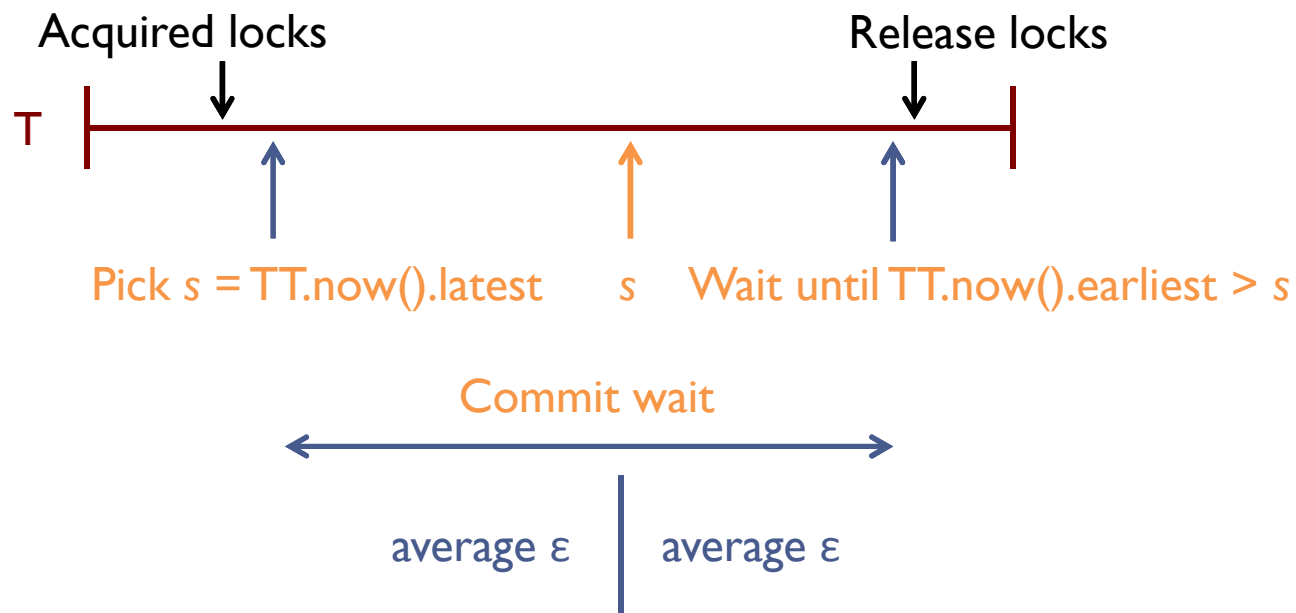 Acquired locks
Release locks
T
Pick s = TT.now().latest
s
Wait until TT.now().earliest > s
Commit wait
average ε
average ε